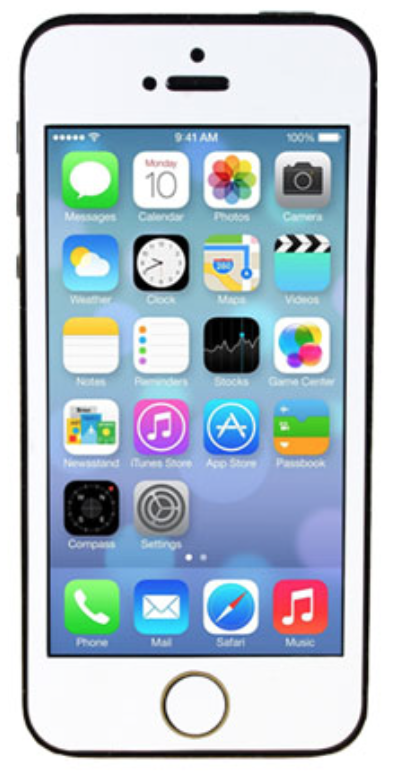 9:41 AM 100%
Monday
10
Messages Calendar Photos Camera
280
Weather Clock Maps Videos
Notes Reminders Stocks Game Center
Newsstand iTunes Store App Store Passbook
Compass Settings
Phone Mail Safari Music